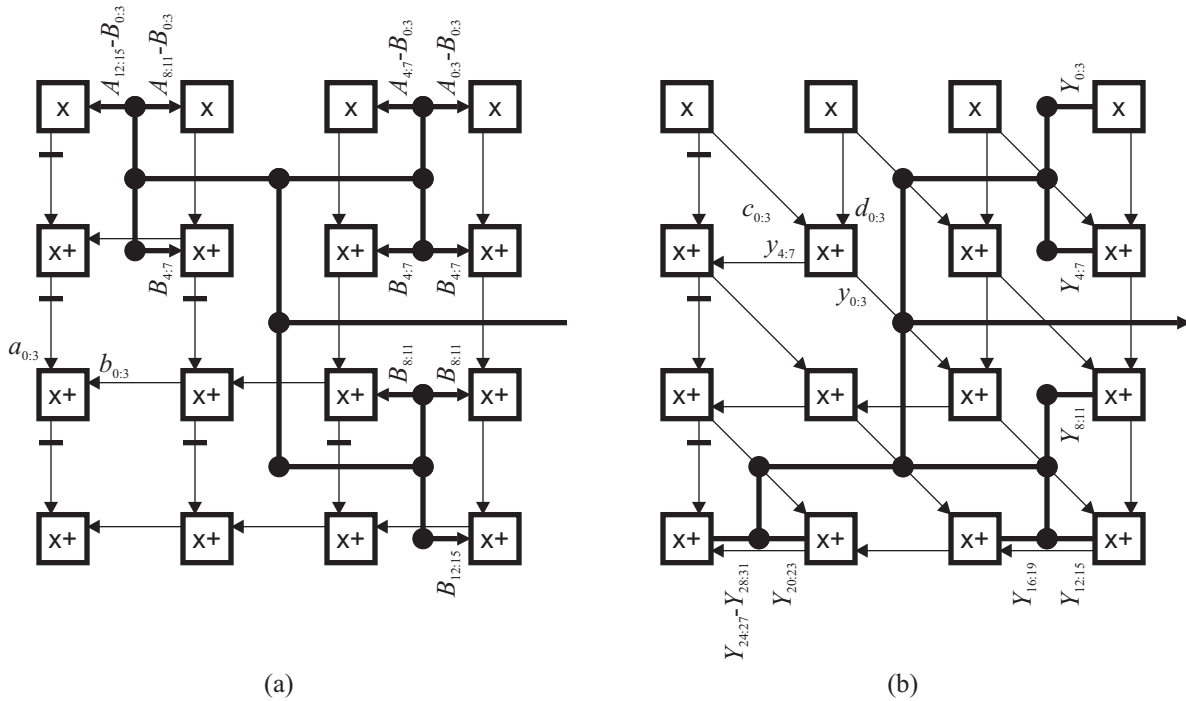 A12:15-B0:3
A8:11-B0:3
A4:7-B0:3
A0:3-B0:3
x x x x
x+ x+ x+ x+
B4:7
B4:7
B4:7
a0:3
b0:3
B8:11
B8:11
x+ x+ x+ x+
x+ x+ x+ x+
B12:15
(a)
Y0:3
x x x x
c0:3
d0:3
y4:7
x+ x+ x+ x+
y0:3
Y4:7
x+ x+ x+ x+
Y8:11
x+ x+ x+ x+
Y24:27-Y28:31
Y20:23
Y16:19
Y12:15
(b)